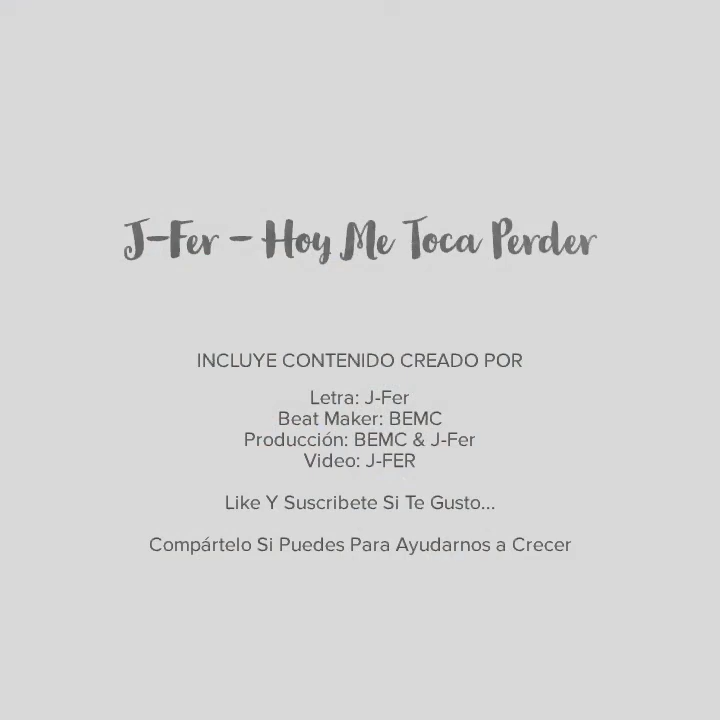 J-Fer - Hoy Me Toca Perder
INCLUYE CONTENIDO CREADO POR
Letra: J-Fer
Beat Maker: BEMC
Producción: BEMC & J-Fer
Video: J-FER
Like Y Suscribete Si Te Gusto...
Compártelo Si Puedes Para Ayudarnos a Crecer